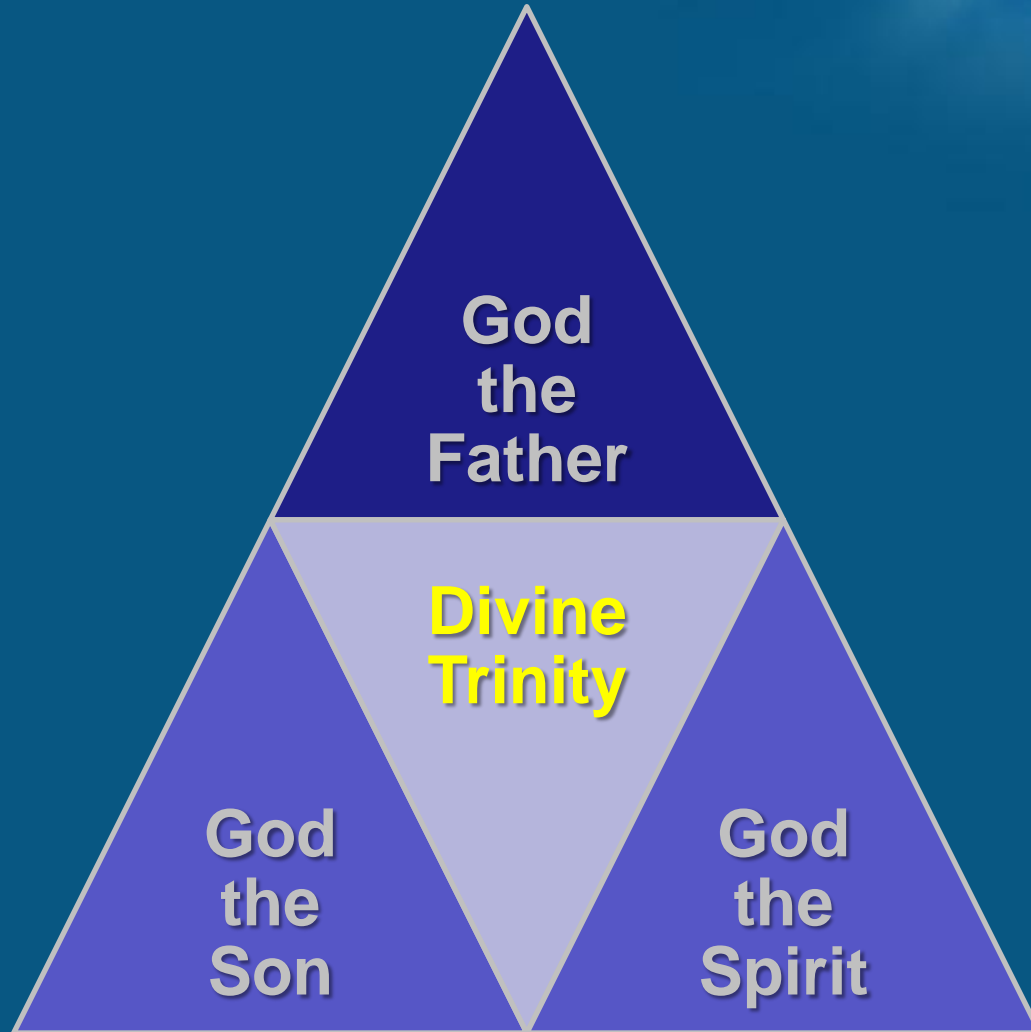 God
the
Father
Divine
Trinity
God
the
Son
God
the
Spirit